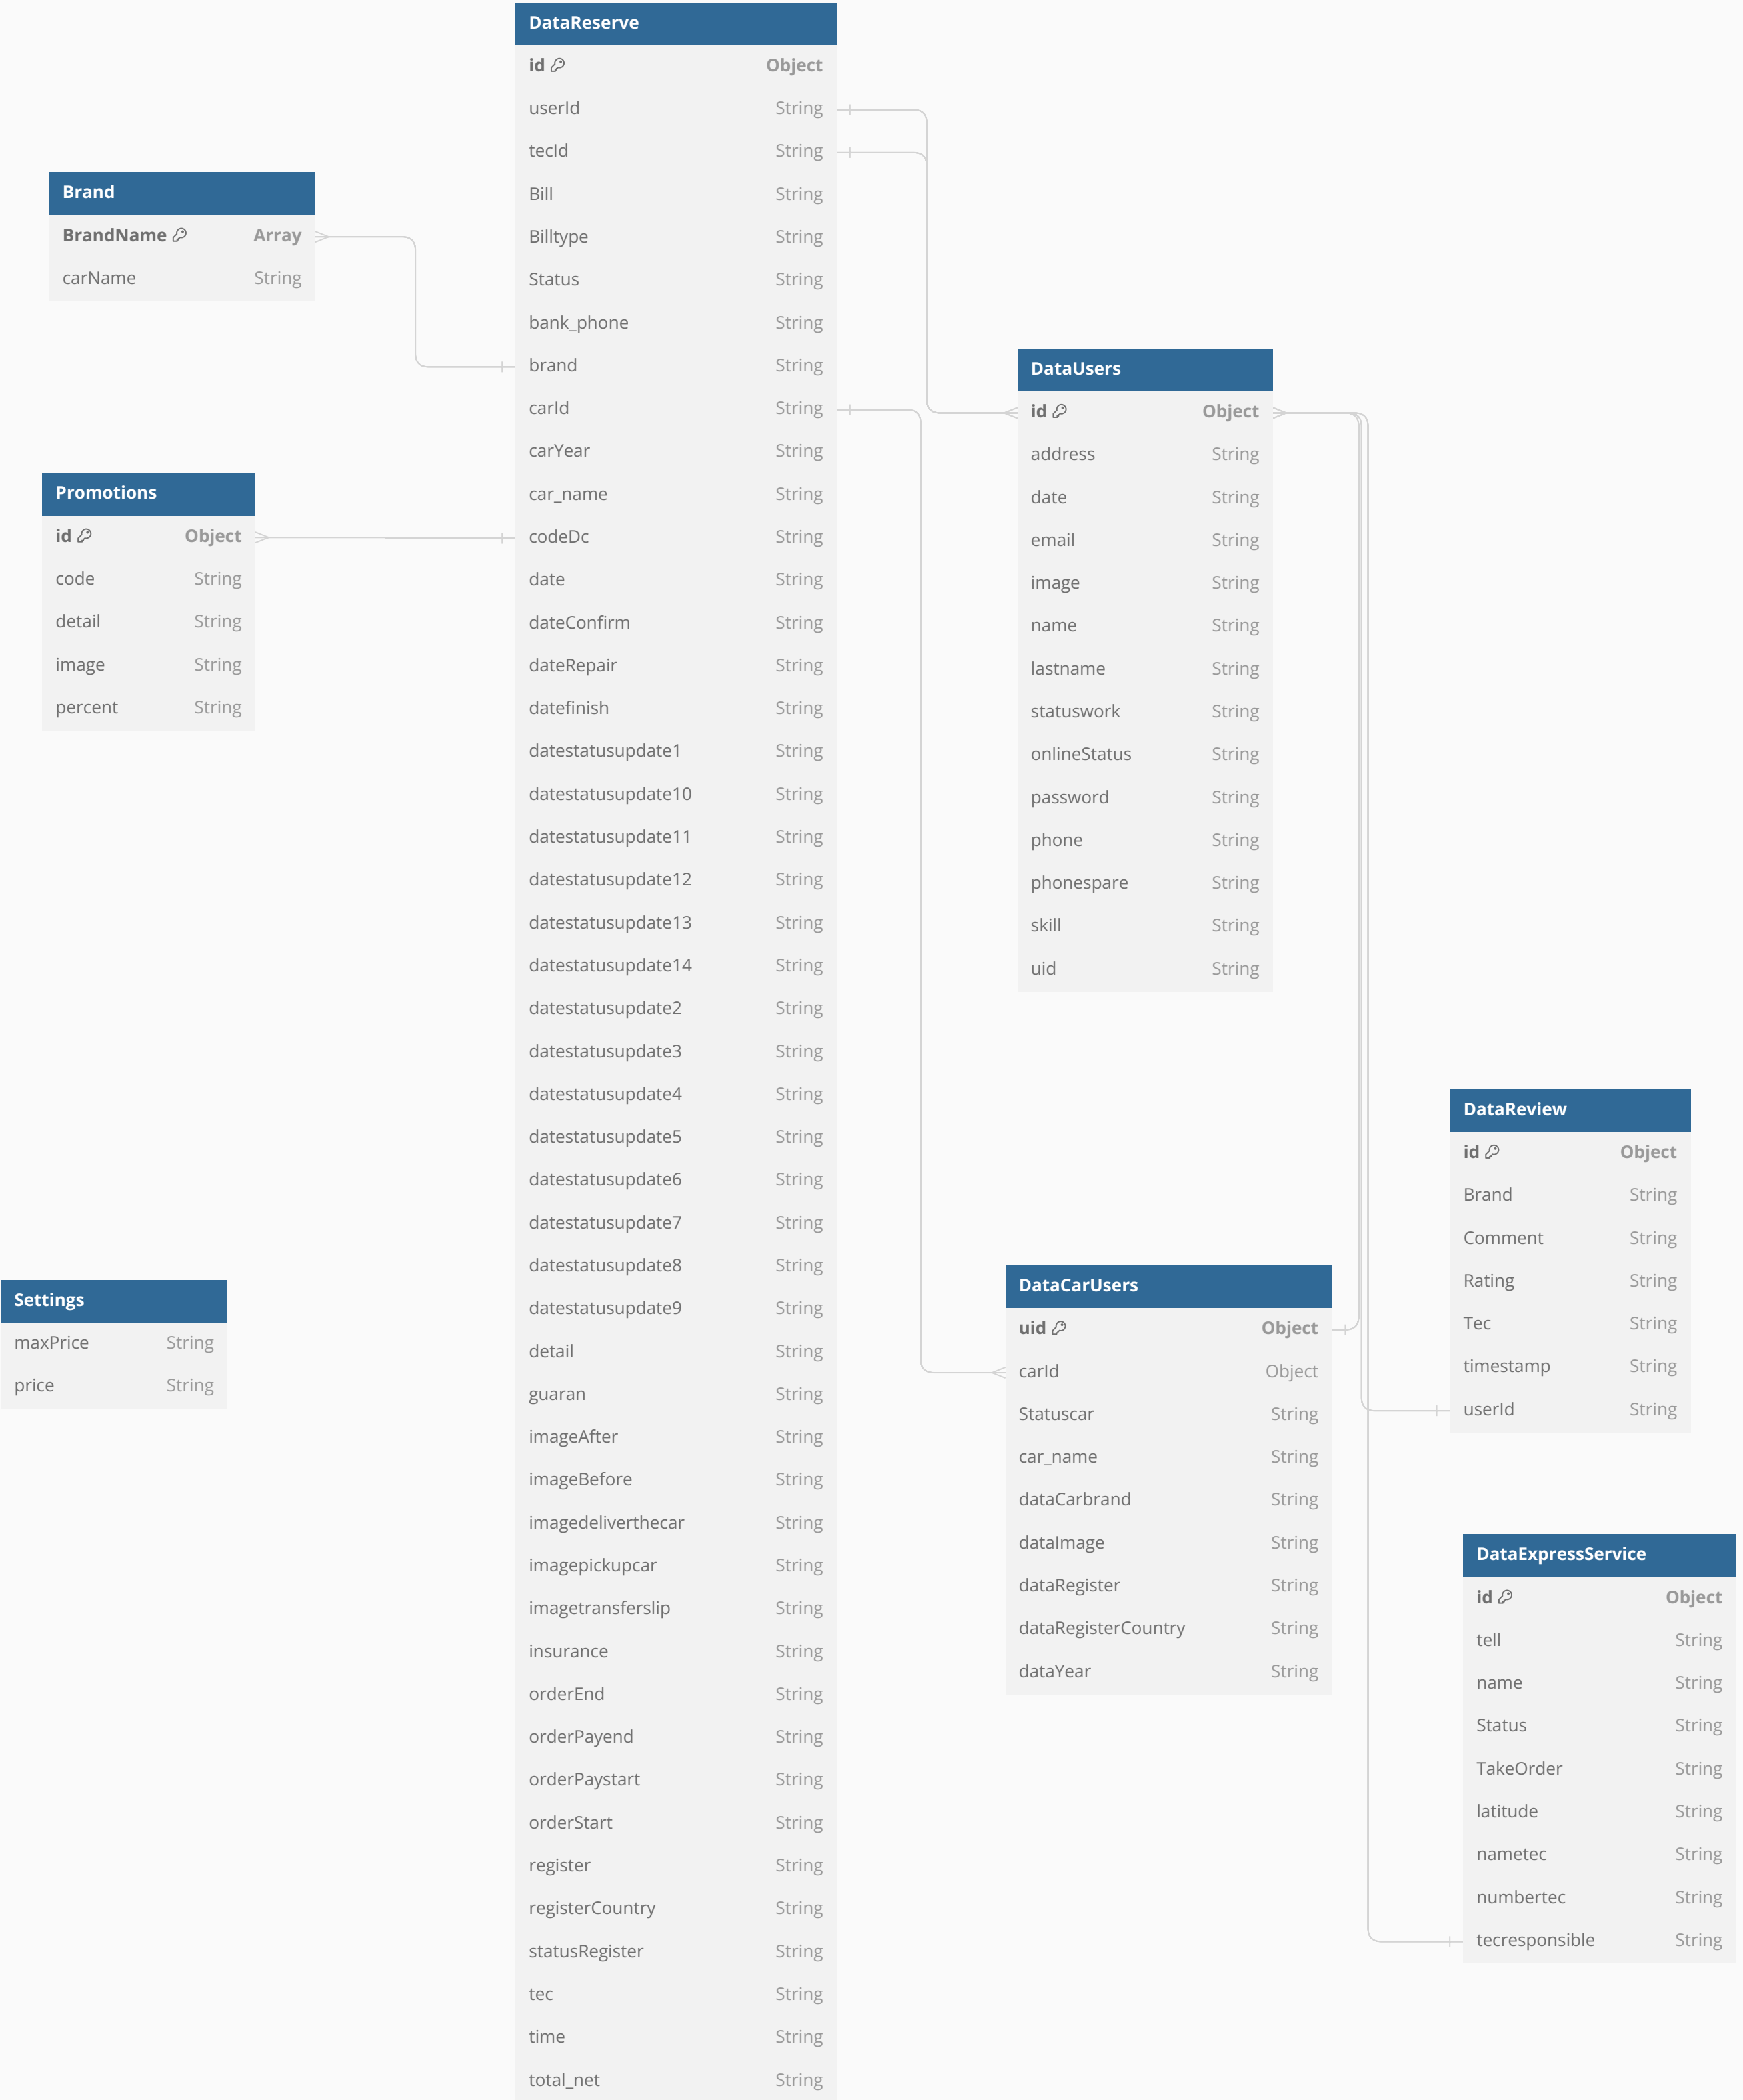 DataReserve
id Object
userId String
tecId String
Bill String
Billtype String
Status String
bank_phone String
brand String
carId String
carYear String
car_name String
codeDc String
date String
dateConfirm String
dateRepair String
datefinish String
datestatusupdate1 String
datestatusupdate10 String
datestatusupdate11 String
datestatusupdate12 String
datestatusupdate13 String
datestatusupdate14 String
datestatusupdate2 String
datestatusupdate3 String
datestatusupdate4 String
datestatusupdate5 String
datestatusupdate6 String
datestatusupdate7 String
datestatusupdate8 String
datestatusupdate9 String
detail String
guaran String
imageAfter String
imageBefore String
imagedeliverthecar String
imagepickupcar String
imagetransferslip String
insurance String
orderEnd String
orderPayend String
orderPaystart String
orderStart String
register String
registerCountry String
statusRegister String
tec String
time String
total_net String
Brand
BrandName Array
carName String
Promotions
id Object
code String
detail String
image String
percent String
Settings
maxPrice String
price String
DataUsers
id Object
address String
date String
email String
image String
name String
lastname String
statuswork String
onlineStatus String
password String
phone String
phonespare String
skill String
uid String
DataCarUsers
uid Object
carId Object
Statuscar String
car_name String
dataCarbrand String
dataImage String
dataRegister String
dataRegisterCountry String
dataYear String
DataReview
id Object
Brand String
Comment String
Rating String
Tec String
timestamp String
userId String
DataExpressService
id Object
tell String
name String
Status String
TakeOrder String
latitude String
nametec String
numbertec String
tecresponsible String